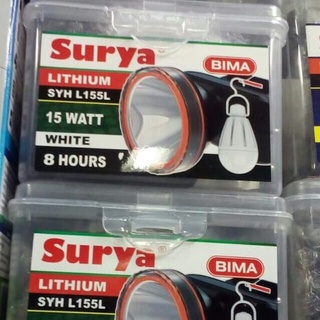 Surya
BIMA
LITHIUM
SYH L155L
15 WATT
WHITE
8 HOURS
Surya
BIMA
LITHIUM
SYH L155L